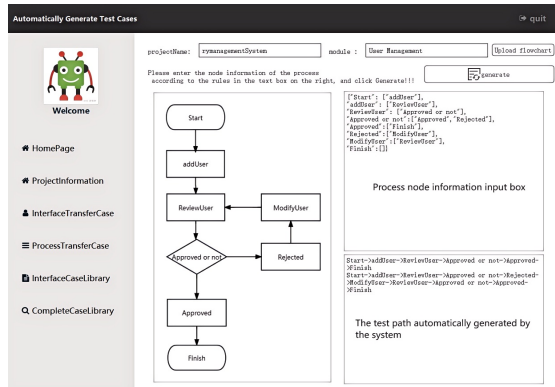 Automatically Generate Test Cases
quit
projectName: rymanagementSystem module : User Management Upload flowchart
Please enter the node information of the process
according to the rules in the text box on the right, and click Generate!!!
generate
Welcome
HomePage
ProjectInformation
InterfaceTransferCase
ProcessTransferCase
InterfaceCaseLibrary
CompleteCaseLibrary
Start
addUser
ReviewUser
ModifyUser
Approved or not
Rejected
Approved
Finish
{"Start": ["addUser"],
"addUser": ["ReviewUser"],
"ReviewUser": ["Approved or not"],
"Approved or not":["Approved","Rejected"],
"Approved":["Finish"],
"Rejected":["ModifyUser"],
"ModifyUser":["ReviewUser"],
"Finish":[]}
Process node information input box
Start->addUser->ReviewUser->Approved or not->Approved-
>Finish
Start->addUser->ReviewUser->Approved or not->Rejected-
>ModifyUser->ReviewUser->Approved or not->Approved-
>Finish
The test path automatically generated by
the system